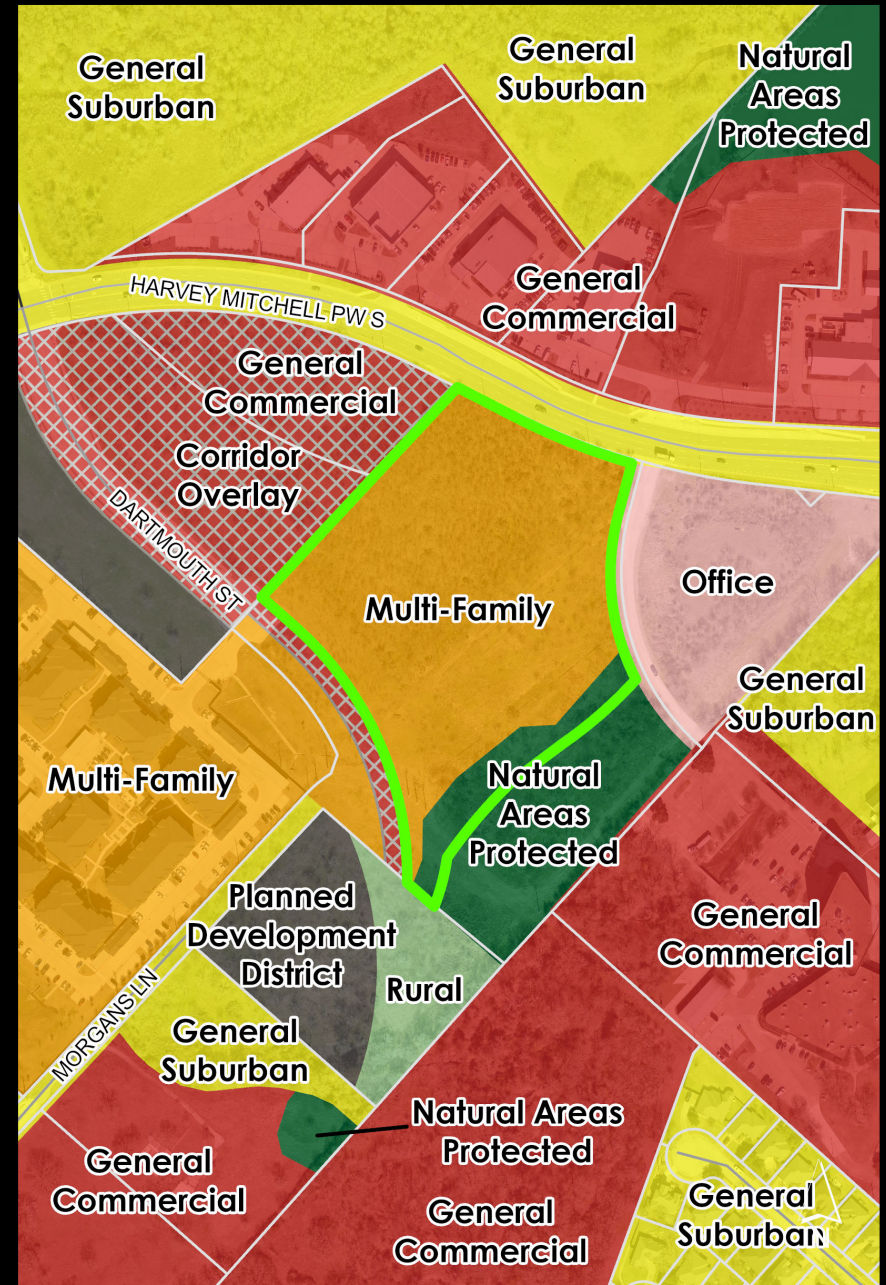 General
Suburban
General
Suburban
Natural
Areas
Protected
General
Commercial
HARVEY MITCHELL PW S
General
Commercial
Corridor
Overlay
DARTMOUTH ST
Multi-Family
Office
General
Suburban
Multi-Family
Natural
Areas
Protected
Planned
Development
District
Rural
General
Commercial
MORGANS LN
General
Suburban
Natural Areas
Protected
General
Commercial
General
Commercial
General
Suburban